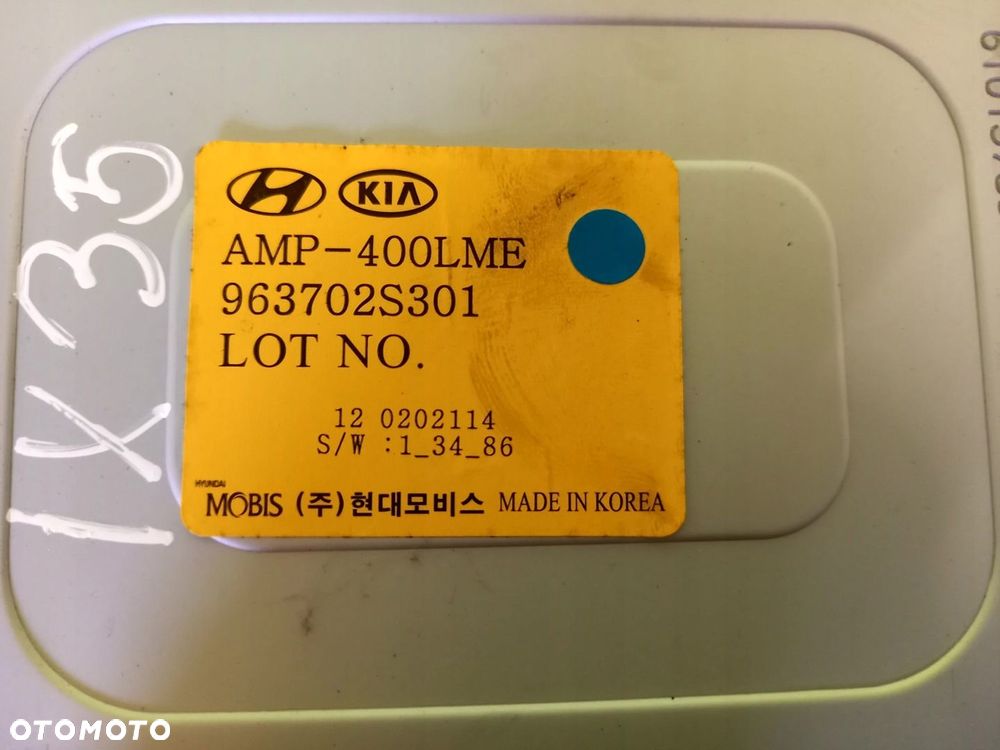 IX35
KIA
AMP-400LME
963702S301
LOT NO.
12 0202114
S/W :1_34_86
HYUNDAI
MOBIS (주)현대모비스 MADE IN KOREA
OTOMOTO